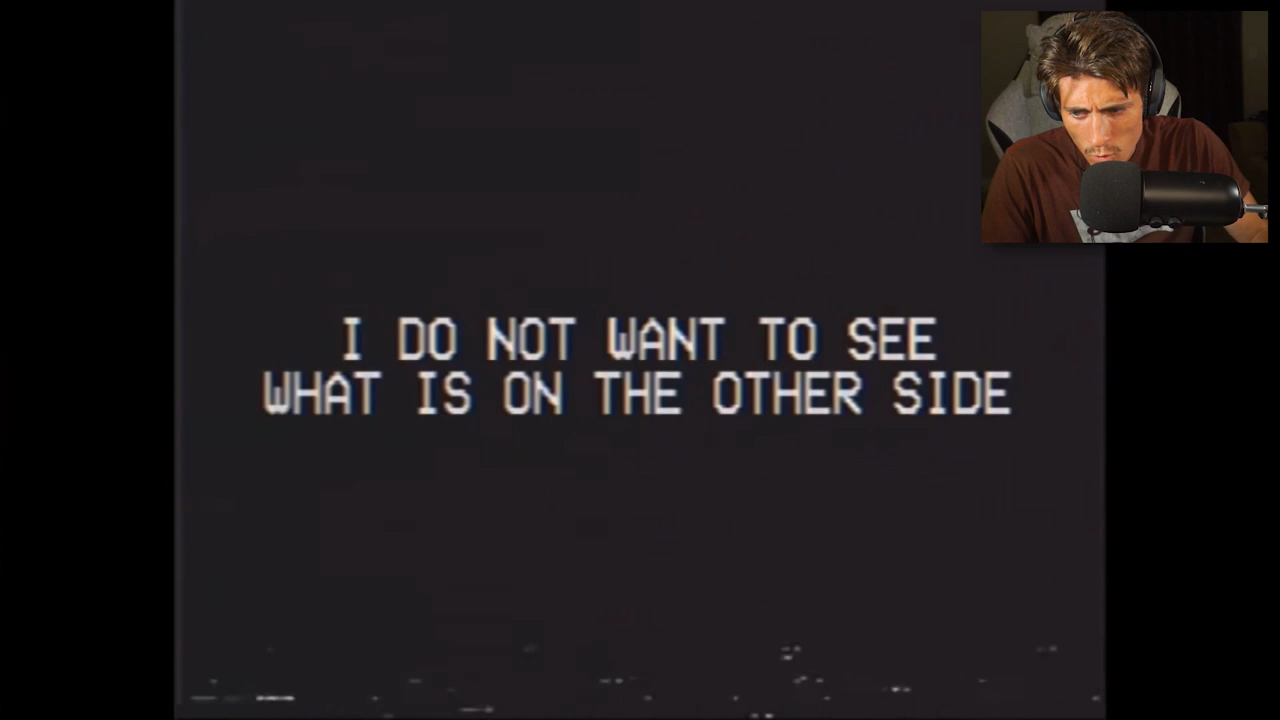 I DO NOT WANT TO SEE
WHAT IS ON THE OTHER SIDE